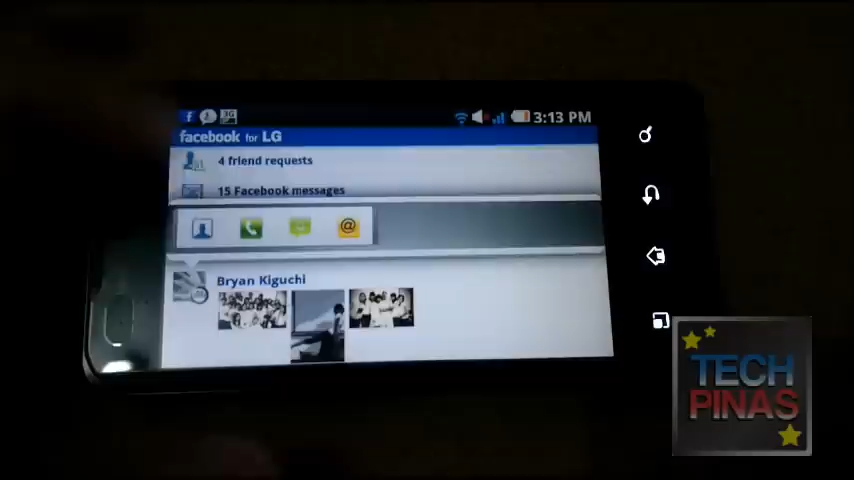 3G
3:13 PM
facebook for LG
4 friend requests
15 Facebook messages
@
Bryan Kiguchi
TECH
PINAS